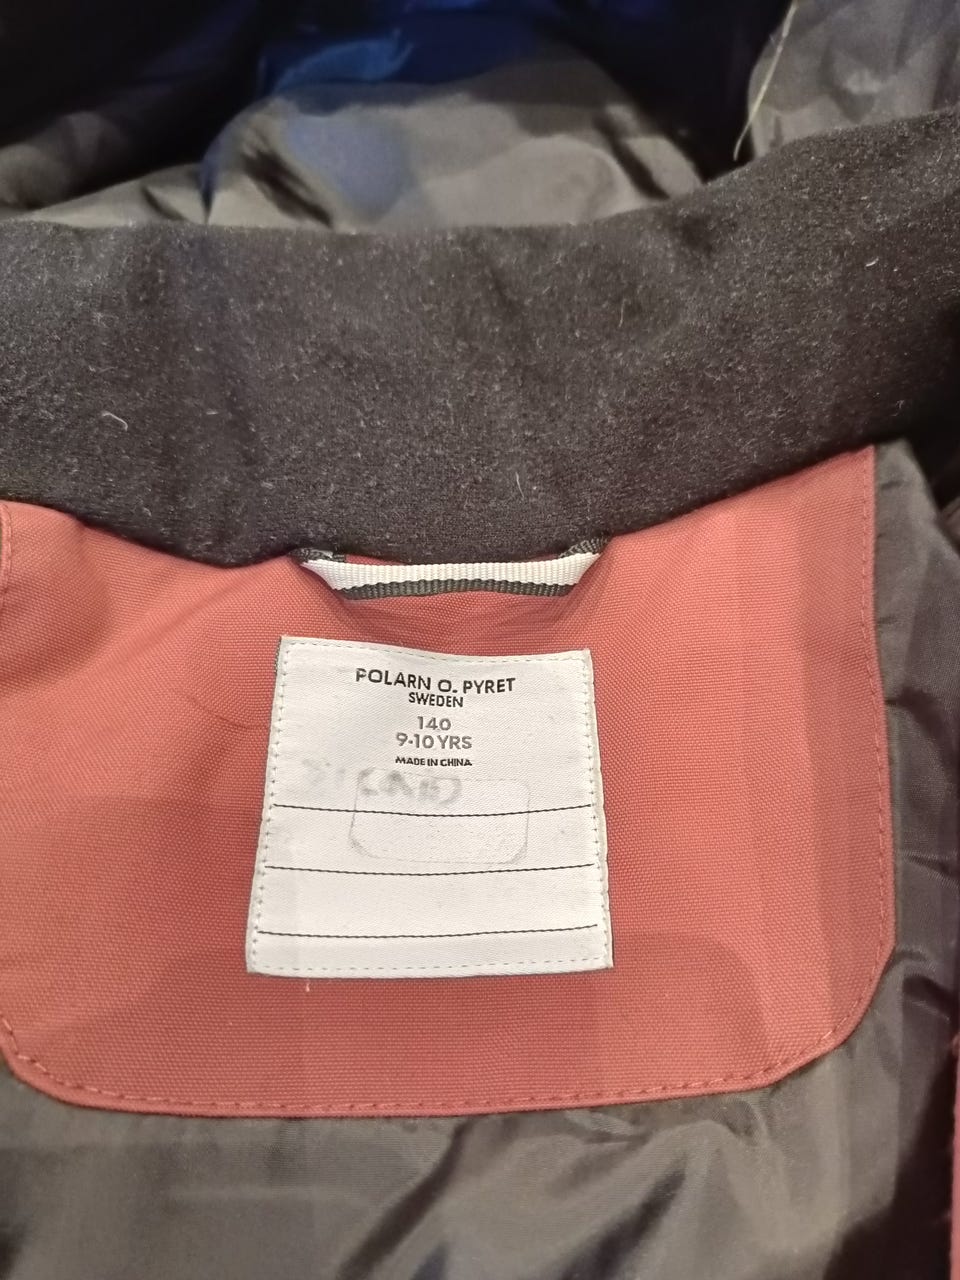 POLARN O. PYRET
SWEDEN
140
9-10 YRS
MADE IN CHINA